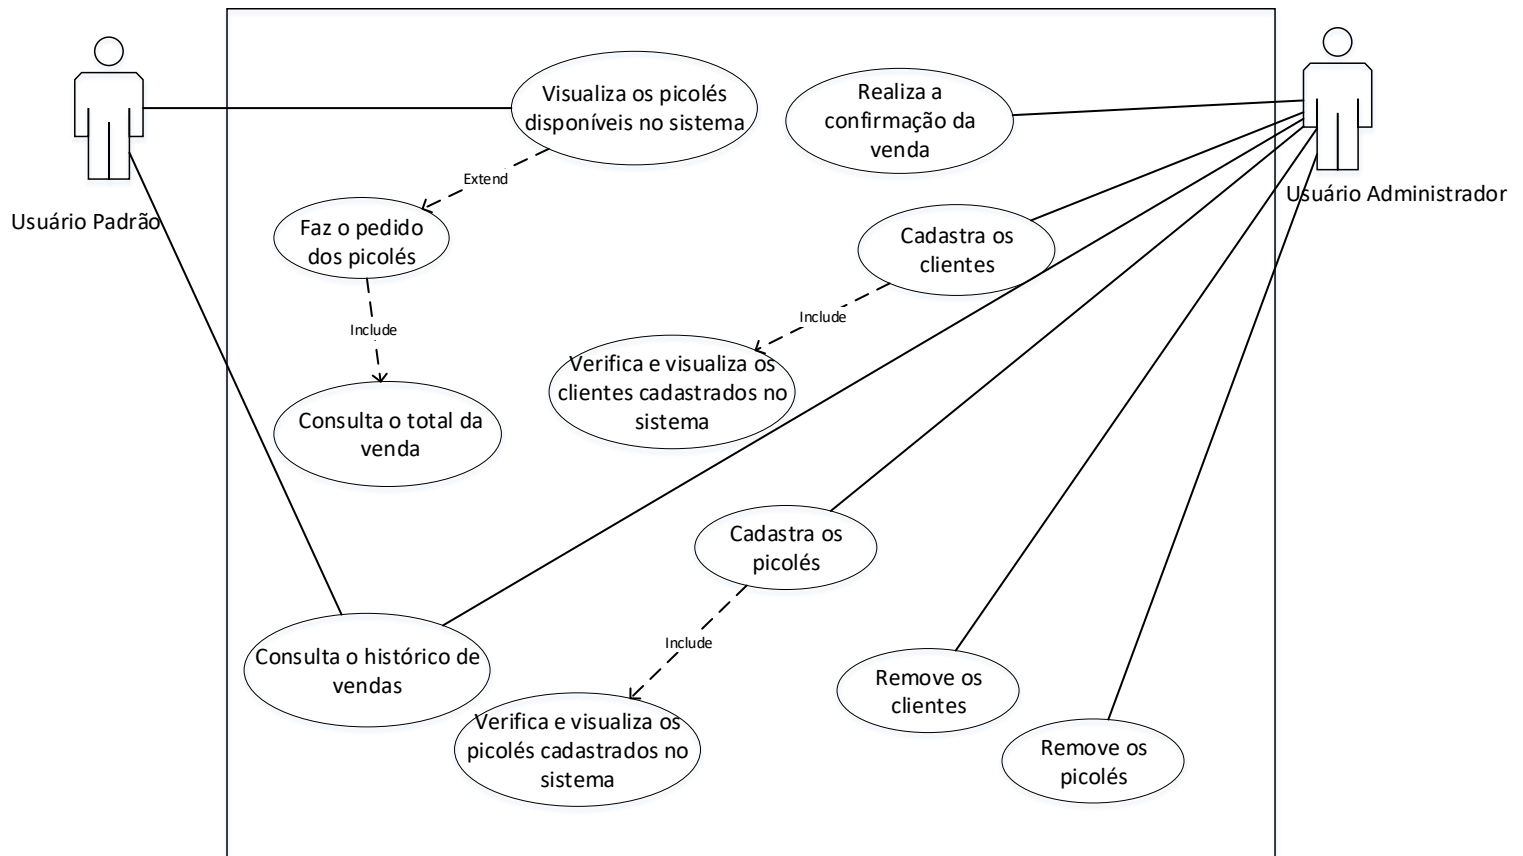 Visualiza os picolés
disponíveis no sistema
Realiza a
confirmação da
venda
Extend
Usuário Padrão
Usuário Administrador
Faz o pedido
dos picolés
Cadastra os
clientes
Include
Include
Verifica e visualiza os
clientes cadastrados no
sistema
Consulta o total da
venda
Cadastra os
picolés
Include
Consulta o histórico de
vendas
Remove os
clientes
Verifica e visualiza os
picolés cadastrados no
sistema
Remove os
picolés